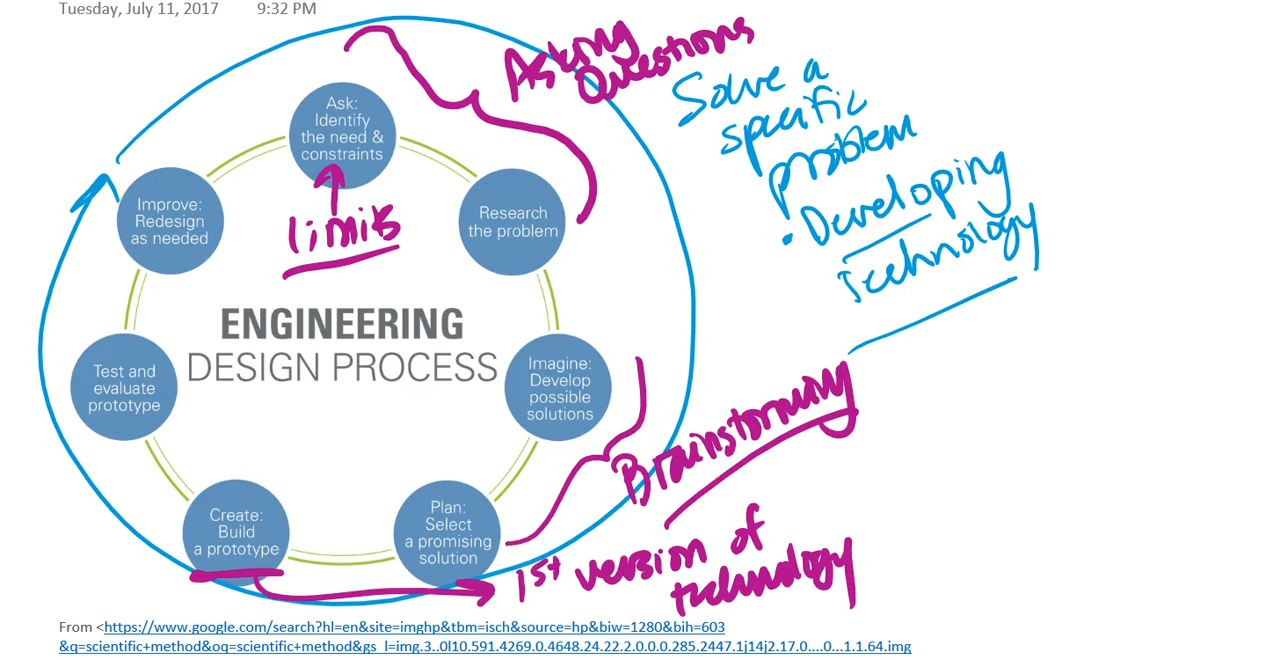 Tuesday, July 11, 2017 9:32 PM
Asking
Questions
Solve a
specific
problem
• Developing
technology
Ask:
Identify
the need &
constraints
limits
Research
the problem
Imagine:
Develop
possible
solutions
Brainstorming
Plan:
Select
a promising
solution
Create:
Build
a prototype
1st version of
technology
Test and
evaluate
prototype
Improve:
Redesign
as needed
ENGINEERING
DESIGN PROCESS
From <https://www.google.com/search?hl=en&site=imghp&tbm=isch&source=hp&biw=1280&bih=603
&q=scientific+method&oq=scientific+method&gs_l=img.3..0l10.591.4269.0.4648.24.22.2.0.0.0.285.2447.1j14j2.17.0....0...1.1.64.img